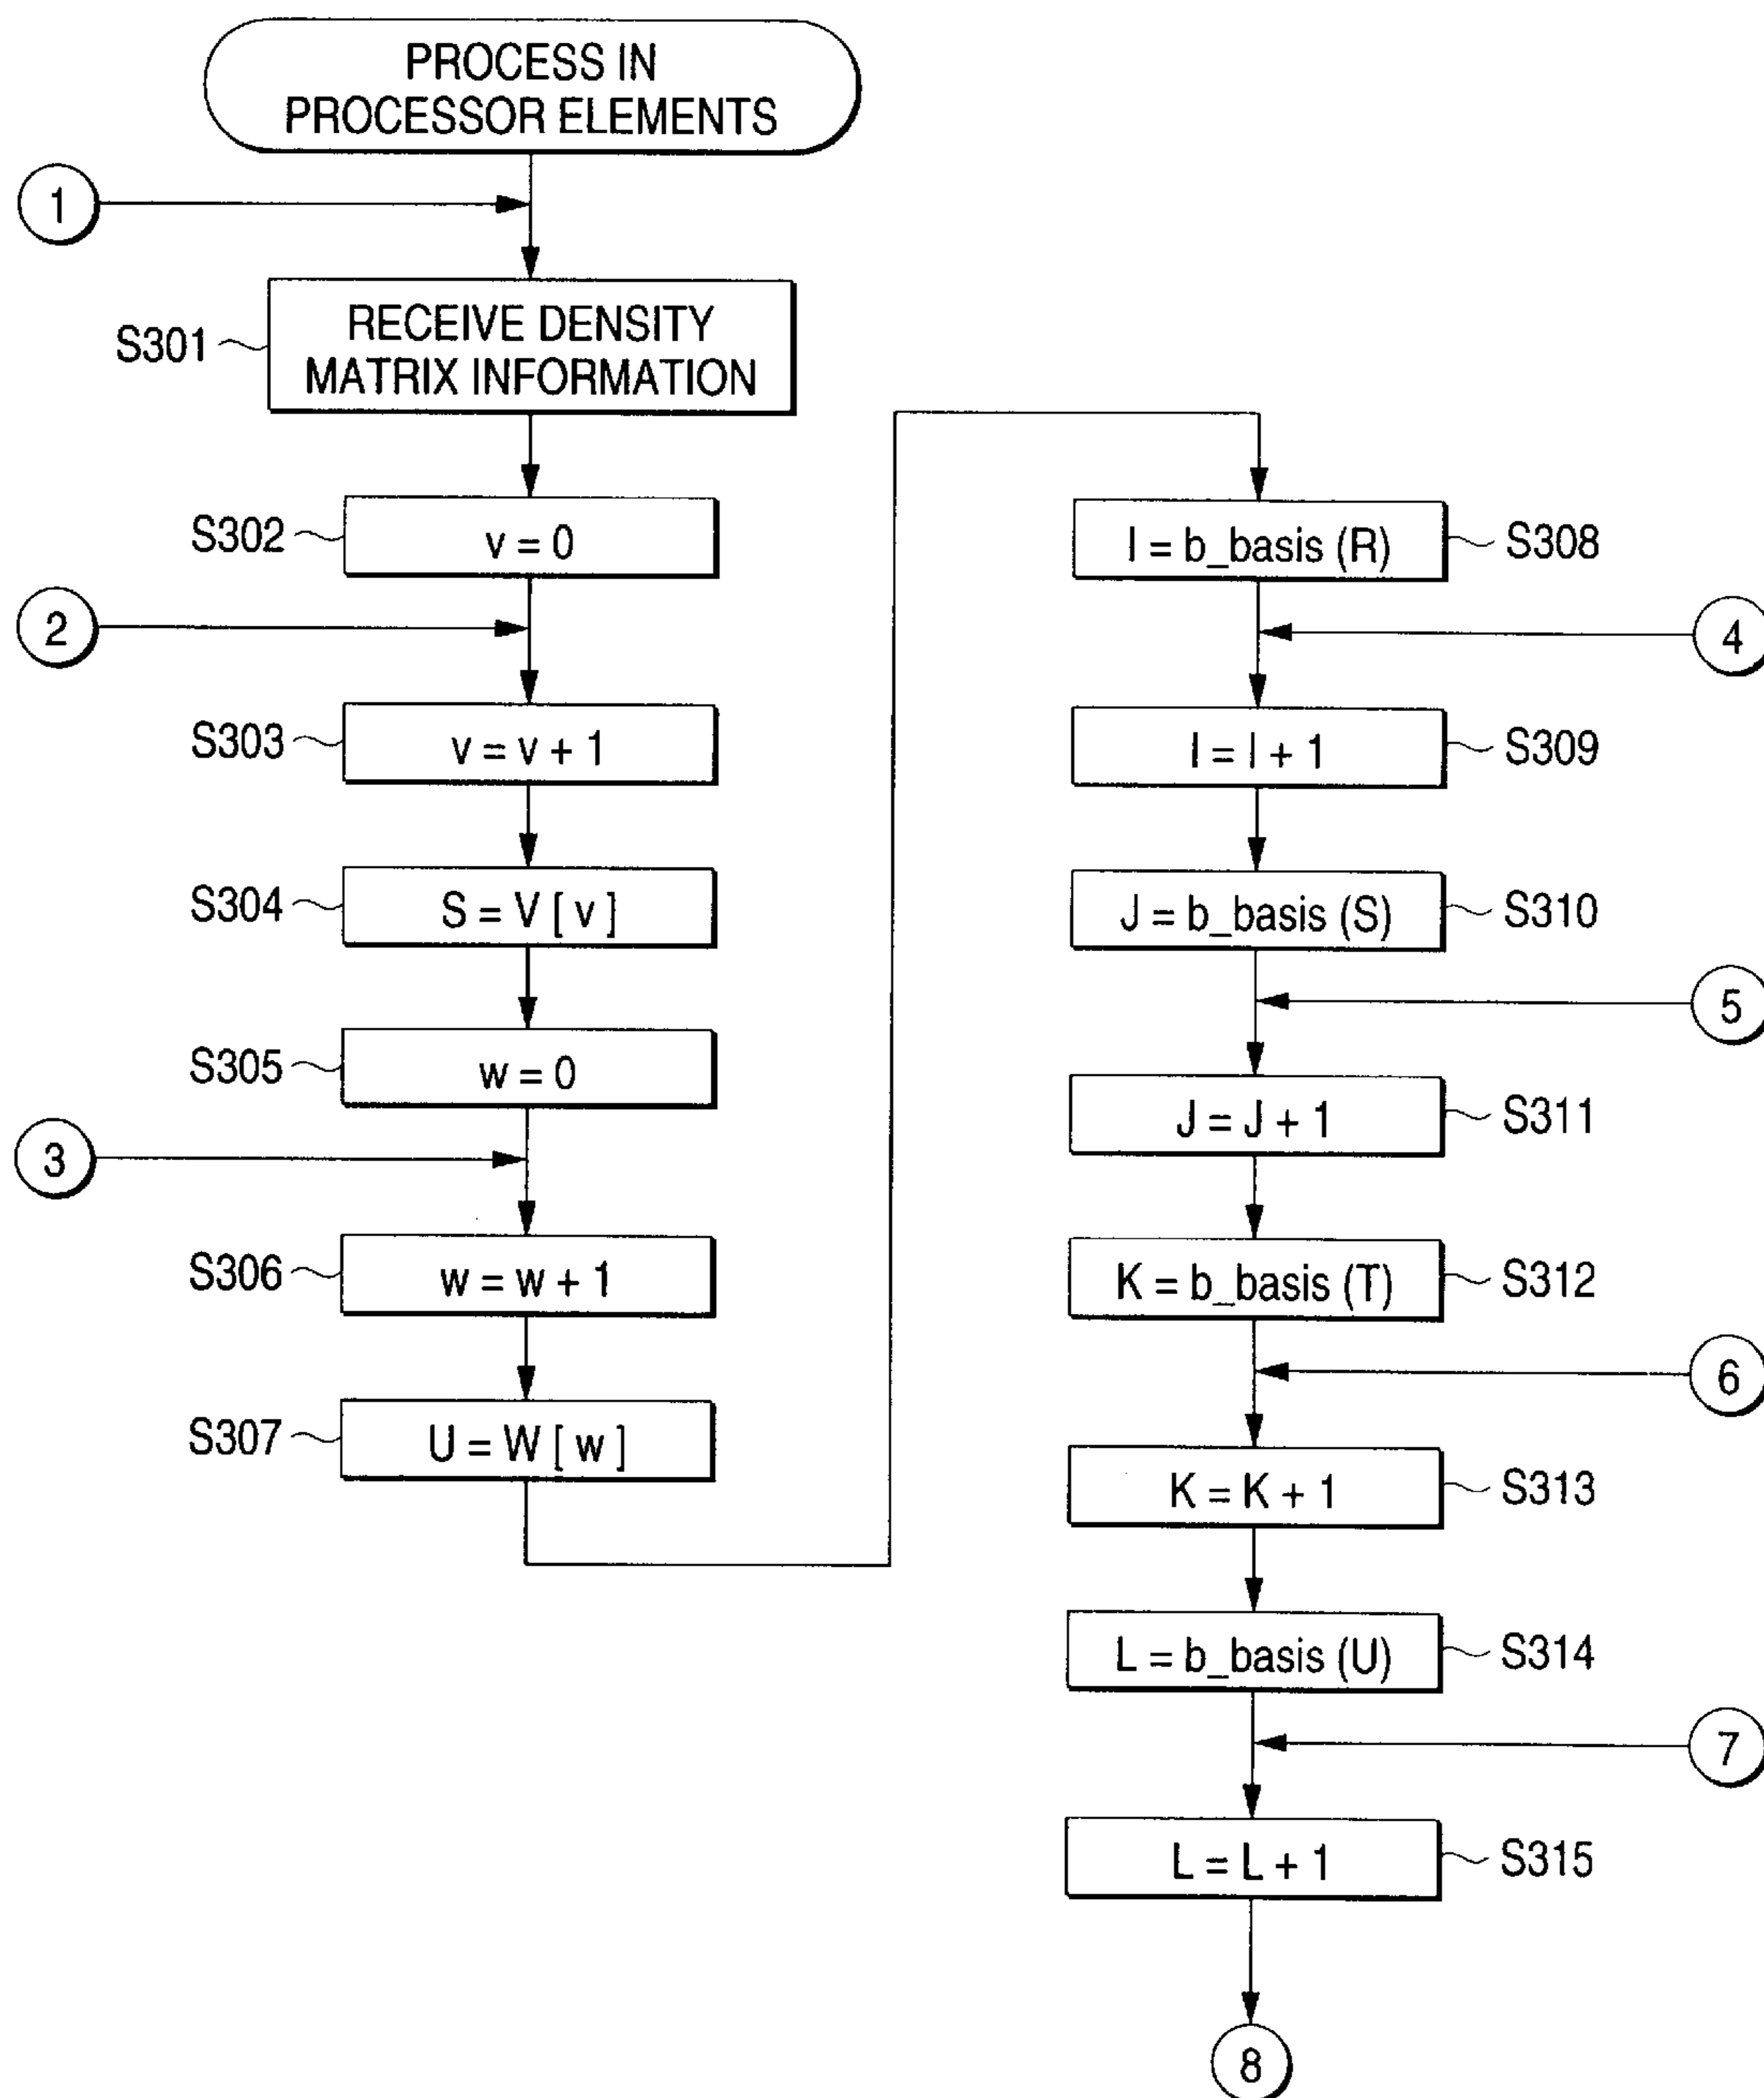 PROCESS IN
PROCESSOR ELEMENTS
1
S301
RECEIVE DENSITY
MATRIX INFORMATION
S302
v = 0
2
S303
v = v + 1
S304
S = V [ v ]
S305
w = 0
3
S306
w = w + 1
S307
U = W [ w ]
I = b_basis (R)
S308
4
I = I + 1
S309
J = b_basis (S)
S310
5
J = J + 1
S311
K = b_basis (T)
S312
6
K = K + 1
S313
L = b_basis (U)
S314
7
L = L + 1
S315
8